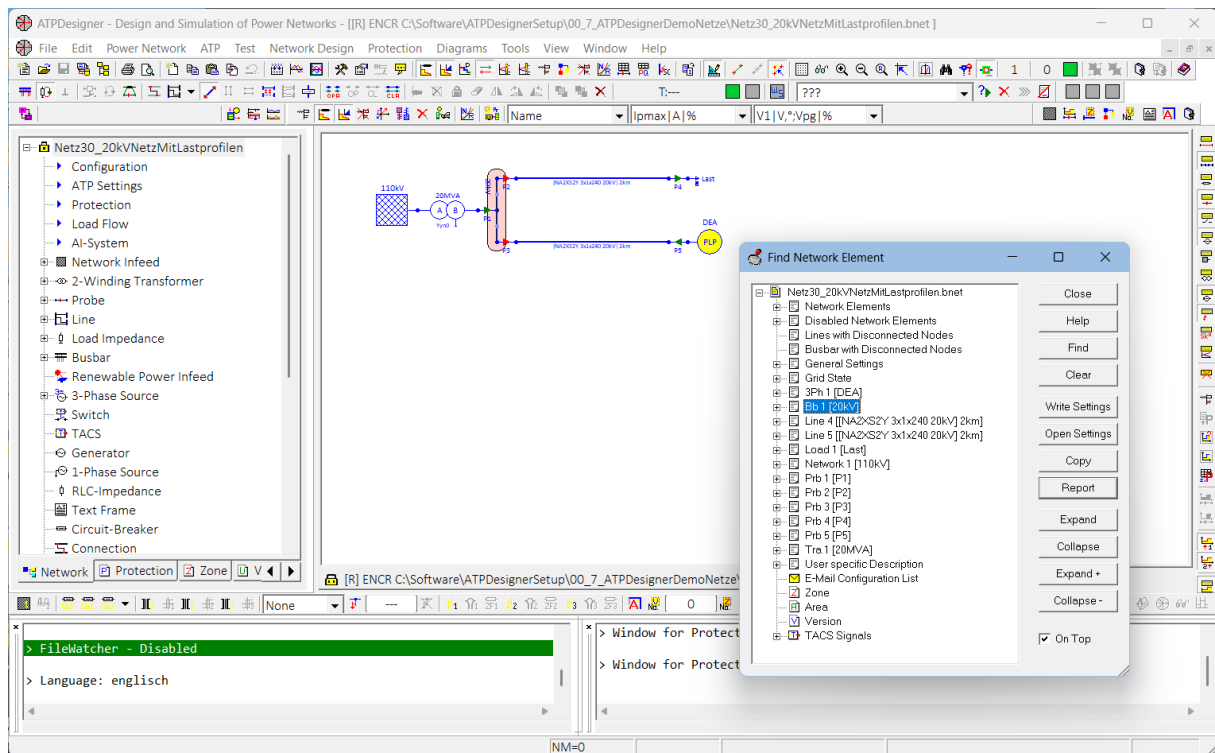 ATPDesigner - Design and Simulation of Power Networks - [[R] ENCR C:\Software\ATPDesignerSetup\00_7_ATPDesignerDemoNetze\Netz30_20kVNetzMitLastprofilen.bnet ]
File Edit Power Network ATP Test Network Design Protection Diagrams Tools View Window Help
1 0
T:--- ???
Name Ipmax|A|% V1|V,°;Vpg|%
Netz30_20kVNetzMitLastprofilen
Configuration
ATP Settings
Protection
Load Flow
AI-System
Network Infeed
2-Winding Transformer
Probe
Line
Load Impedance
Busbar
Renewable Power Infeed
3-Phase Source
Switch
TACS
Generator
1-Phase Source
RLC-Impedance
Text Frame
Circuit-Breaker
Connection
Network Protection Zone V
110kV
20MVA
A B
Yyn0
P1
20kV
P2
[NA2XS2Y 3x1x240 20kV] 2km
P4
Last
P3
[NA2XS2Y 3x1x240 20kV] 2km
P5
DEA
PLP
[R] ENCR C:\Software\ATPDesignerSetup\00_7_ATPDesignerDemoNetze\
Find Network Element
Netz30_20kVNetzMitLastprofilen.bnet
Network Elements
Disabled Network Elements
Lines with Disconnected Nodes
Busbar with Disconnected Nodes
General Settings
Grid State
3Ph 1 [DEA]
Bb 1 [20kV]
Line 4 [[NA2XS2Y 3x1x240 20kV] 2km]
Line 5 [[NA2XS2Y 3x1x240 20kV] 2km]
Load 1 [Last]
Network 1 [110kV]
Prb 1 [P1]
Prb 2 [P2]
Prb 3 [P3]
Prb 4 [P4]
Prb 5 [P5]
Tra 1 [20MVA]
User specific Description
E-Mail Configuration List
Zone
Area
Version
TACS Signals
Close
Help
Find
Clear
Write Settings
Open Settings
Copy
Report
Expand
Collapse
Expand +
Collapse -
On Top
None --- 0
> FileWatcher - Disabled
> Language: englisch
> Window for Protect
> Window for Protect
NM=0